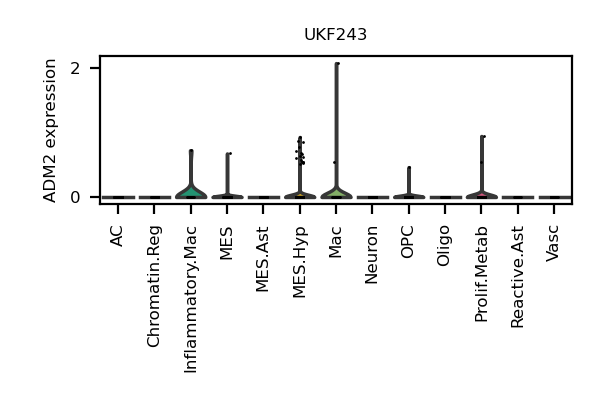 UKF243
ADM2 expression
2
0
AC
Chromatin.Reg
Inflammatory.Mac
MES
MES.Ast
MES.Hyp
Mac
Neuron
OPC
Oligo
Prolif.Metab
Reactive.Ast
Vasc